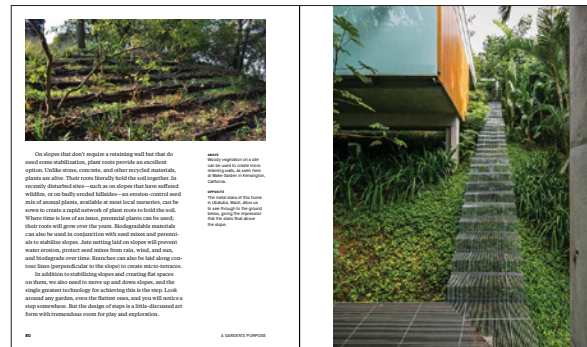 On slopes that don't require a retaining wall but that do
need some stabilization, plant roots provide an excellent
option. Unlike stone, concrete, and other recycled materials,
plants are alive. Their roots literally hold the soil together. In
recently disturbed sites—such as on slopes that have suffered
wildfire, or on badly eroded hillsides—an erosion-control seed
mix of annual plants, available at most local nurseries, can be
sown to create a rapid network of plant roots to hold the soil.
Where time is less of an issue, perennial plants can be used;
their roots will grow over the years. Biodegradable materials
can also be used in conjunction with seed mixes and perenni-
als to stabilize slopes. Jute netting laid on slopes will prevent
water erosion, protect seed mixes from rain, wind, and sun,
and biodegrade over time. Branches can also be laid along con-
tour lines (perpendicular to the slope) to create micro-terraces.
In addition to stabilizing slopes and creating flat spaces
on them, we also need to move up and down slopes, and the
single greatest technology for achieving this is the step. Look
around any garden, even the flattest ones, and you will notice a
step somewhere. But the design of steps is a little-discussed art
form with tremendous room for play and exploration.
ABOVE
Woody vegetation on a site
can be used to create micro
retaining walls, as seen here
at Blake Garden in Kensington,
California.
OPPOSITE
The metal stairs of this home
in Ubatuba, Brazil, allow us
to see through to the ground
below, giving the impression
that the stairs float above
the slope.
80
A GARDEN'S PURPOSE